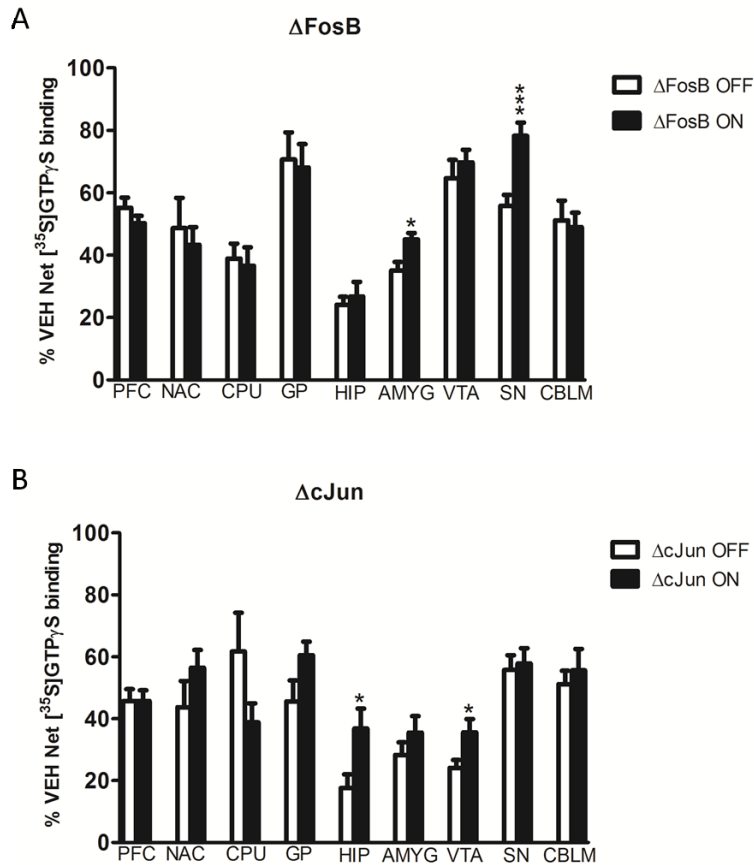 A
ΔFosB
% VEH Net [³⁵S]GTPγS binding
100
80
60
40
20
0
PFC NAC CPU GP HIP AMYG VTA SN CBLM
*
***
ΔFosB OFF
ΔFosB ON
B
ΔcJun
% VEH Net [³⁵S]GTPγS binding
100
80
60
40
20
0
PFC NAC CPU GP HIP AMYG VTA SN CBLM
*
*
ΔcJun OFF
ΔcJun ON